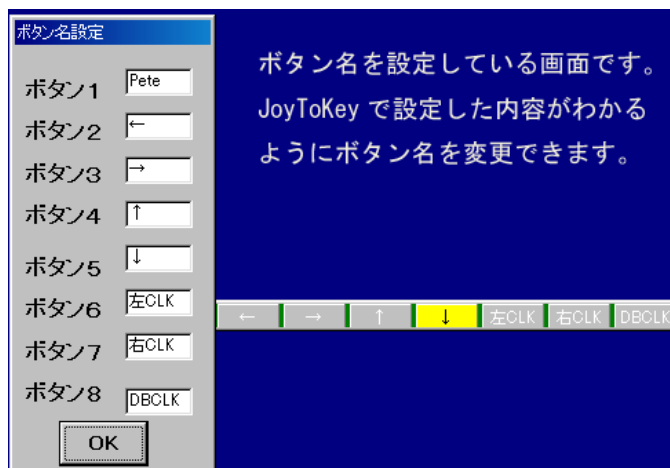 ボタン名設定
ボタン1 Pete
ボタン2 ←
ボタン3 →
ボタン4 ↑
ボタン5 ↓
ボタン6 左CLK
ボタン7 右CLK
ボタン8 DBCLK
OK
ボタン名を設定している画面です。
JoyToKey で設定した内容がわかる
ようにボタン名を変更できます。
← → ↑ ↓ 左CLK 右CLK DBCLK